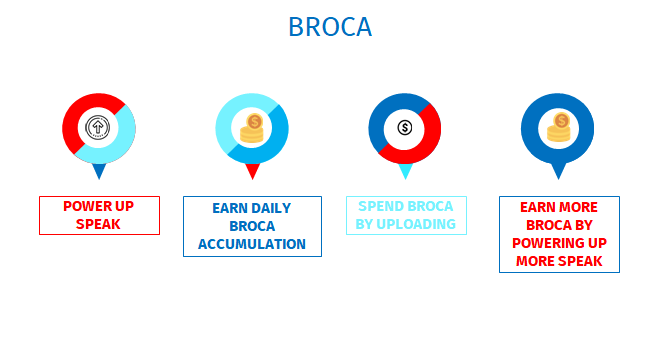 BROCA
POWER UP
SPEAK
EARN DAILY
BROCA
ACCUMULATION
SPEND BROCA
BY UPLOADING
EARN MORE
BROCA BY
POWERING UP
MORE SPEAK